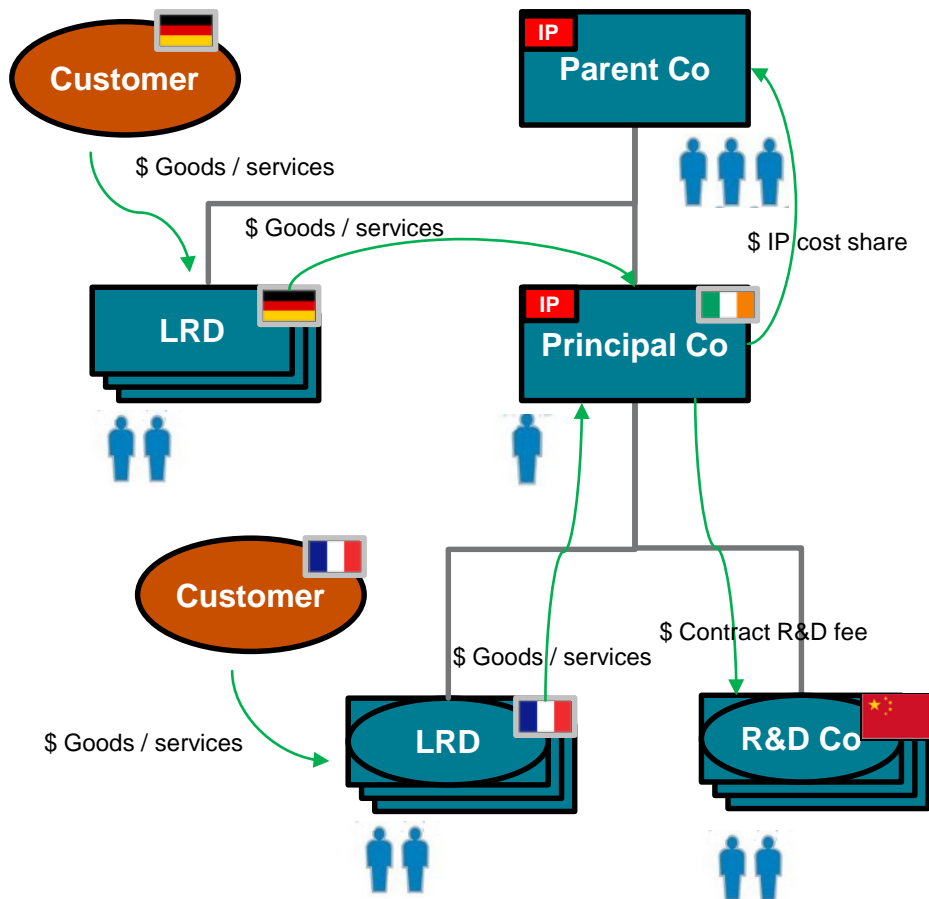 IP
Parent Co
Customer
$ Goods / services
$ Goods / services
$ IP cost share
LRD
IP
Principal Co
Customer
$ Goods / services
$ Contract R&D fee
$ Goods / services
LRD
R&D Co